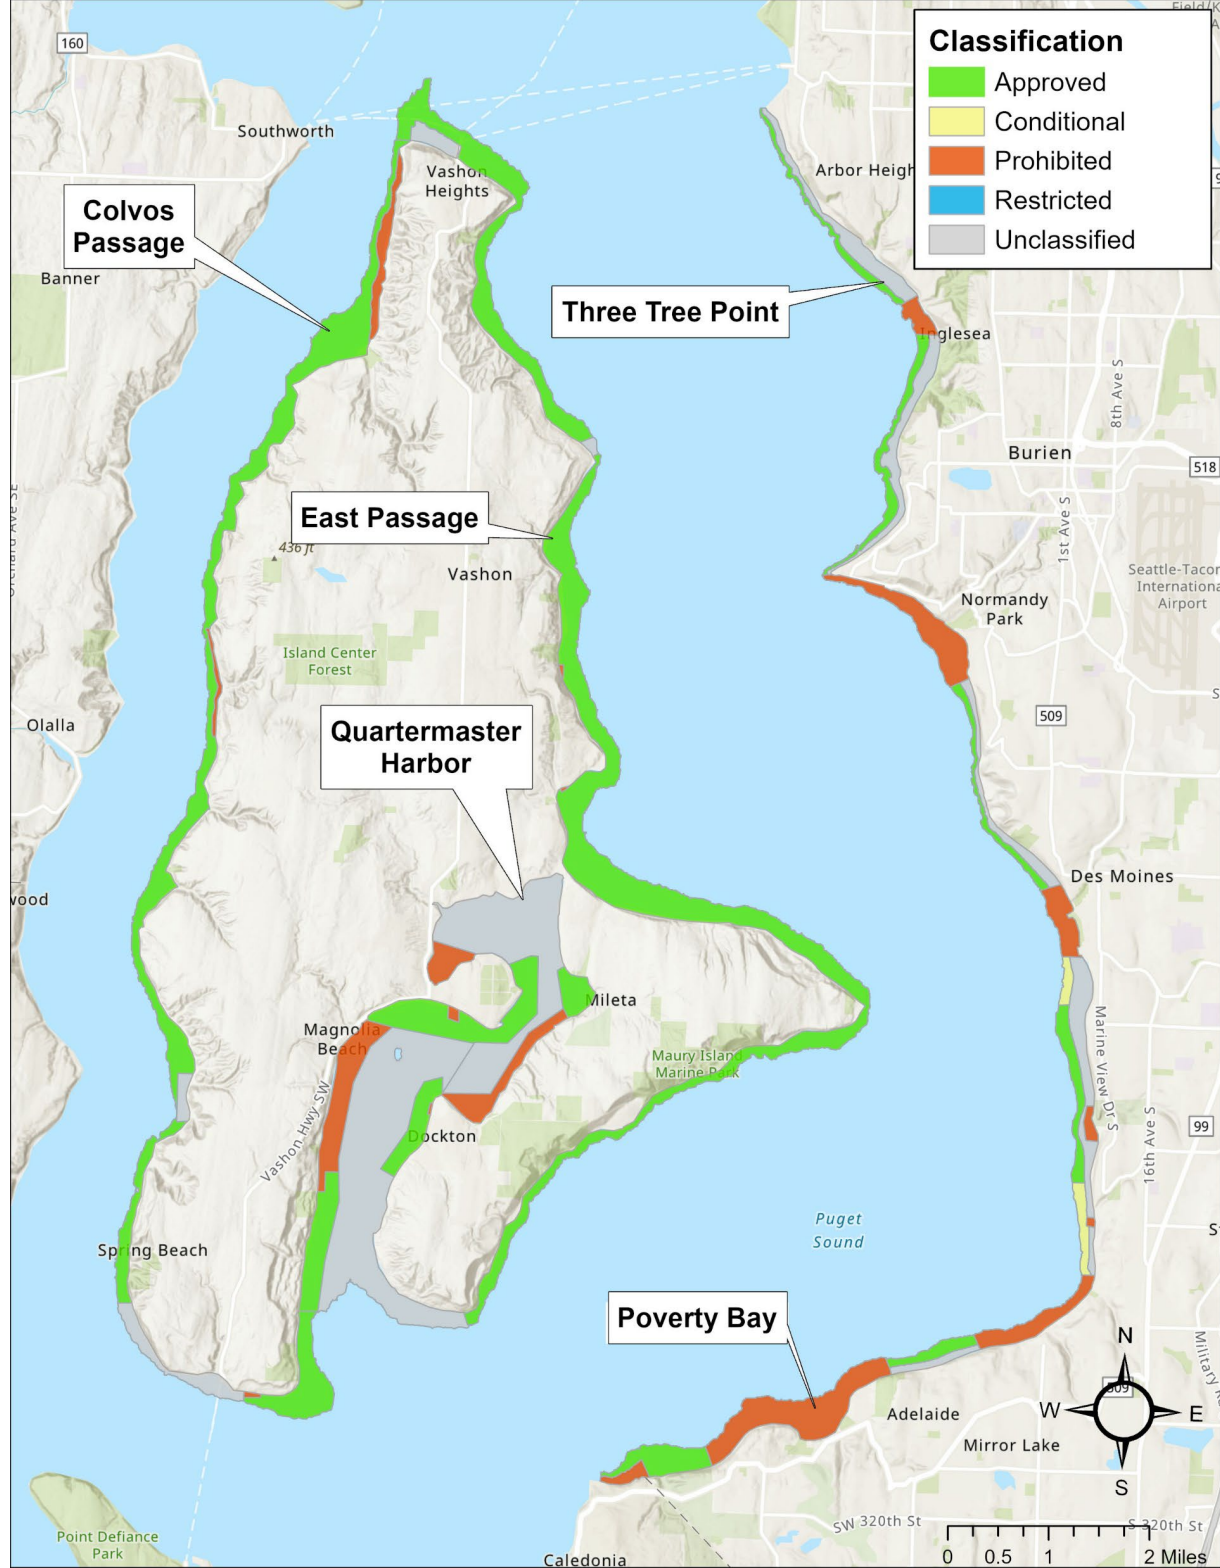 160
Southworth
Vashon
Heights
Arbor Heigh
Classification
Approved
Conditional
Prohibited
Restricted
Unclassified
Colvos
Passage
Banner
Three Tree Point
Inglesea
8th Ave S
Burien
518
East Passage
436 ft
Vashon
1st Ave S
Seattle-Tacor
Internationa
Airport
Normandy
Park
Island Center
Forest
Olalla
Quartermaster
Harbor
509
Des Moines
wood
Mileta
Magnolia
Beach
Maury Island
Marine Park
Marine View Dr S
Vashon Hwy SW
Dockton
99
16th Ave S
Puget
Sound
Spring Beach
Poverty Bay
N
W
E
S
509
Military R
Adelaide
Mirror Lake
SW 320th St
S 320th St
Point Defiance
Park
Caledonia
0 0.5 1 2 Miles